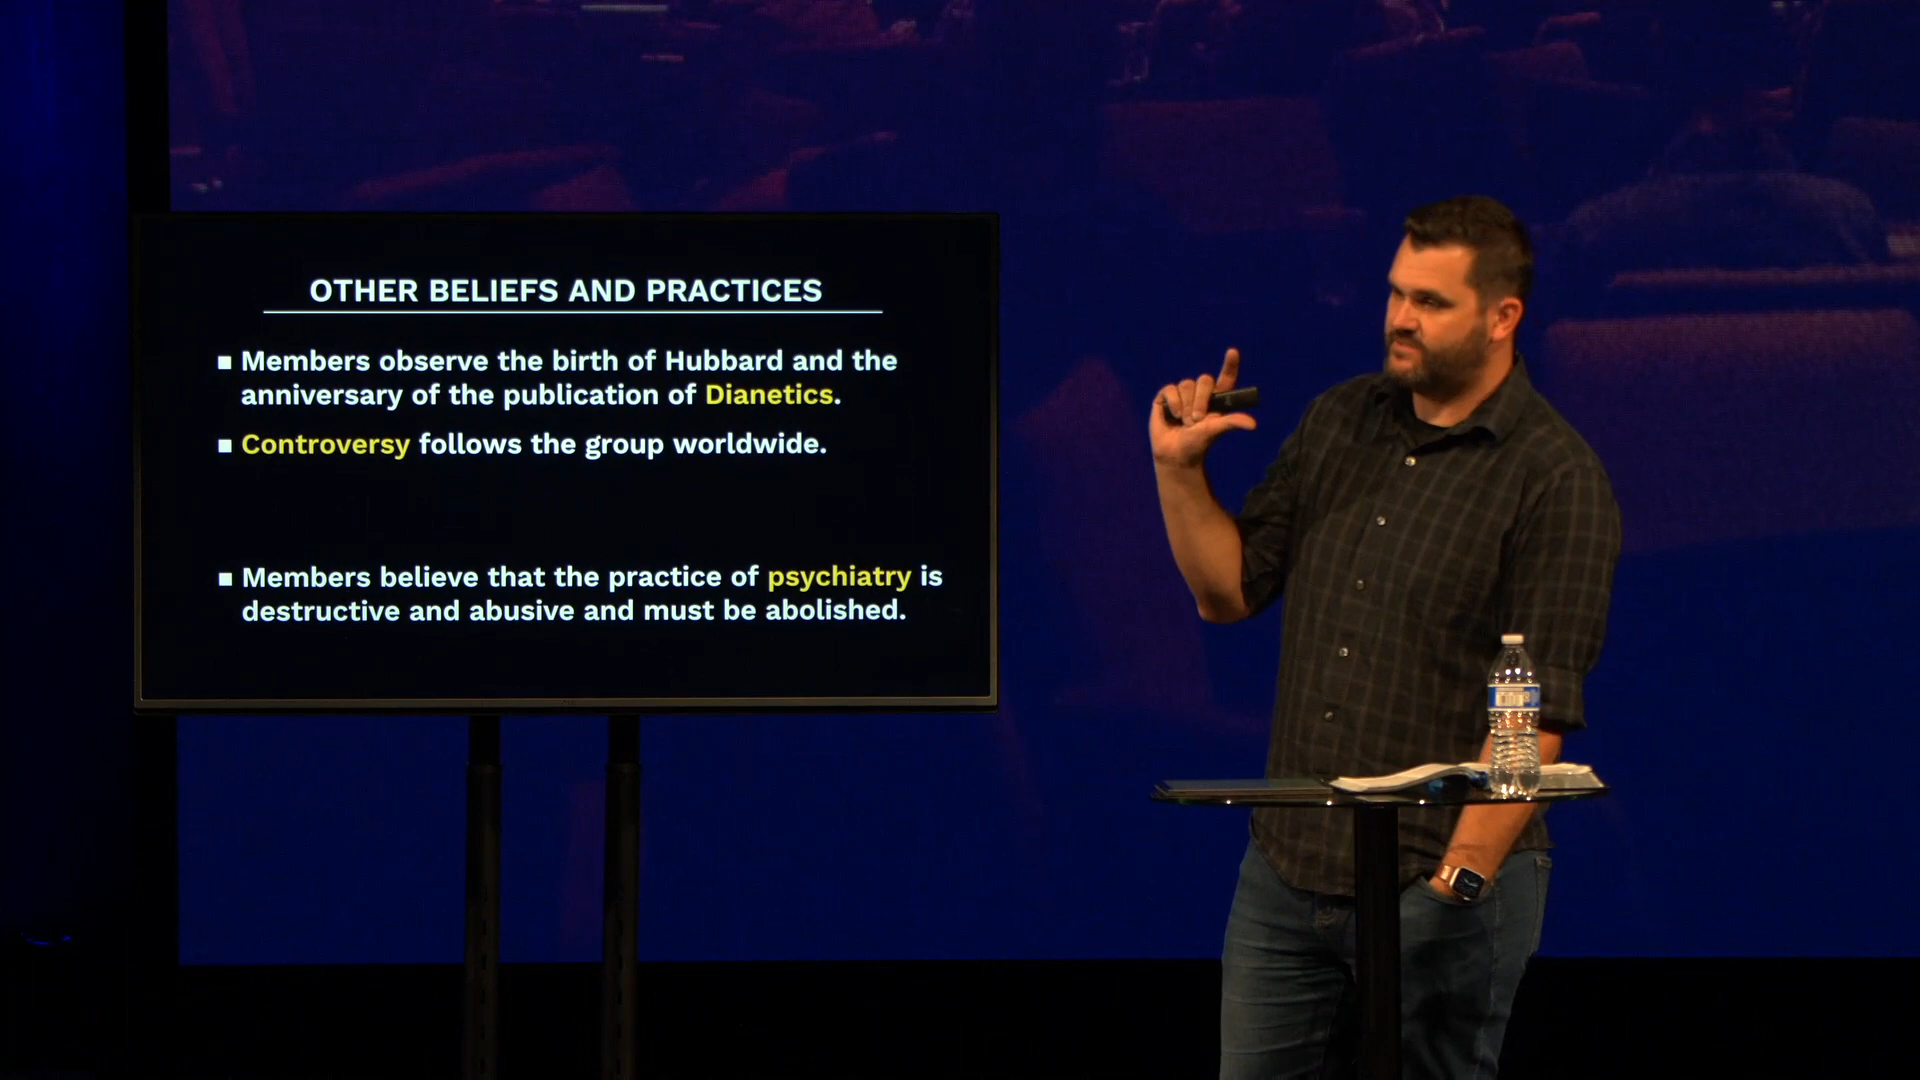 OTHER BELIEFS AND PRACTICES
▪ Members observe the birth of Hubbard and the
anniversary of the publication of Dianetics.
▪ Controversy follows the group worldwide.
▪ Members believe that the practice of psychiatry is
destructive and abusive and must be abolished.